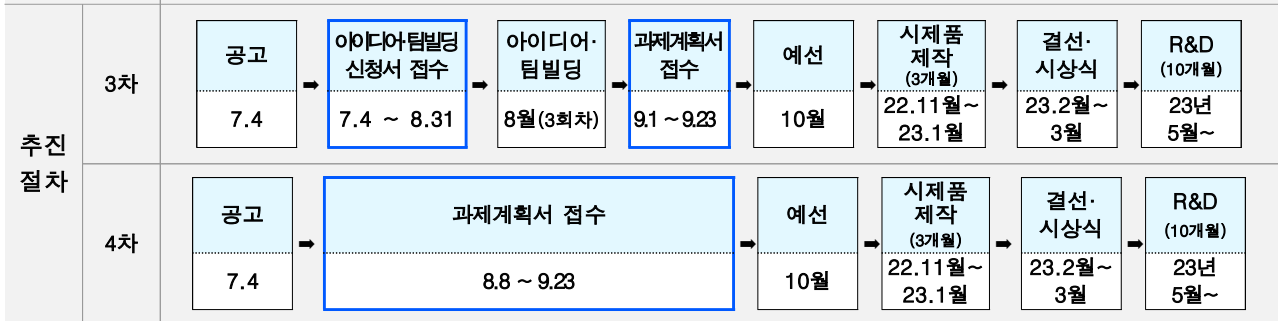 추진
절차
3차
공고
7.4
➡
아이디어·팀빌딩
신청서 접수
7.4 ~ 8.31
➡
아이디어·
팀빌딩
8월(3회차)
➡
과제계획서
접수
9.1~9.23
➡
예선
10월
➡
시제품
제작
(3개월)
22.11월~
23.1월
➡
결선·
시상식
23.2월~
3월
➡
R&D
(10개월)
23년
5월~
4차
공고
7.4
➡
과제계획서 접수
8.8 ~ 9.23
➡
예선
10월
➡
시제품
제작
(3개월)
22.11월~
23.1월
➡
결선·
시상식
23.2월~
3월
➡
R&D
(10개월)
23년
5월~